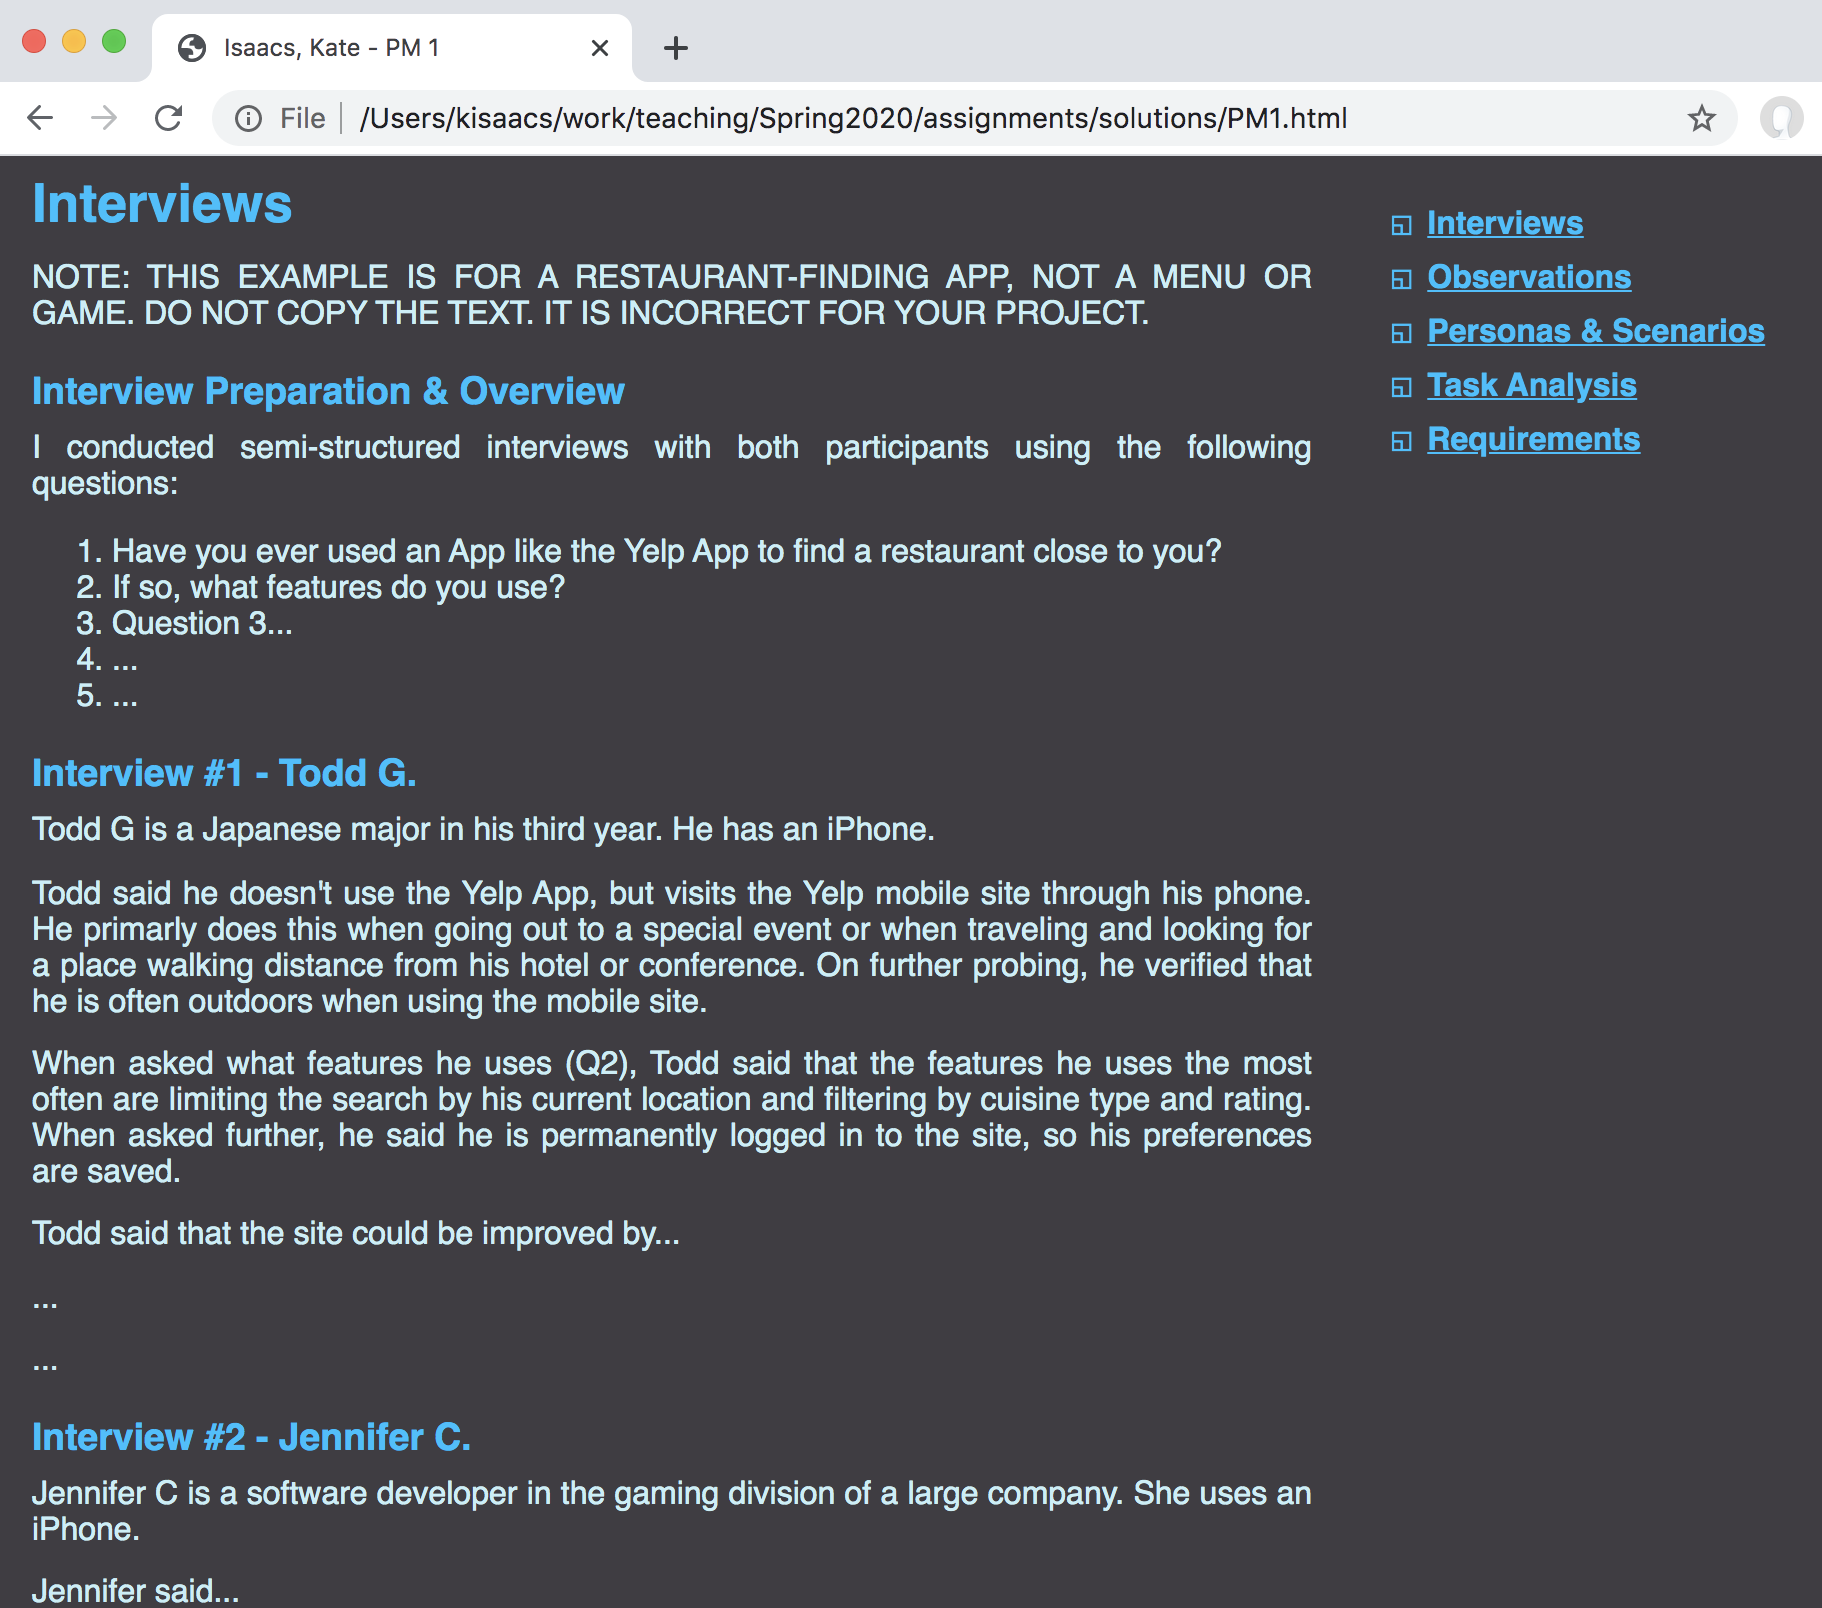 Isaacs, Kate - PM 1
File /Users/kisaacs/work/teaching/Spring2020/assignments/solutions/PM1.html
Interviews
NOTE: THIS EXAMPLE IS FOR A RESTAURANT-FINDING APP, NOT A MENU OR
GAME. DO NOT COPY THE TEXT. IT IS INCORRECT FOR YOUR PROJECT.
Interview Preparation & Overview
I conducted semi-structured interviews with both participants using the following
questions:
1. Have you ever used an App like the Yelp App to find a restaurant close to you?
2. If so, what features do you use?
3. Question 3...
4. ...
5. ...
Interview #1 - Todd G.
Todd G is a Japanese major in his third year. He has an iPhone.
Todd said he doesn't use the Yelp App, but visits the Yelp mobile site through his phone.
He primarly does this when going out to a special event or when traveling and looking for
a place walking distance from his hotel or conference. On further probing, he verified that
he is often outdoors when using the mobile site.
When asked what features he uses (Q2), Todd said that the features he uses the most
often are limiting the search by his current location and filtering by cuisine type and rating.
When asked further, he said he is permanently logged in to the site, so his preferences
are saved.
Todd said that the site could be improved by...
...
...
Interview #2 - Jennifer C.
Jennifer C is a software developer in the gaming division of a large company. She uses an
iPhone.
Jennifer said...
Interviews
Observations
Personas & Scenarios
Task Analysis
Requirements